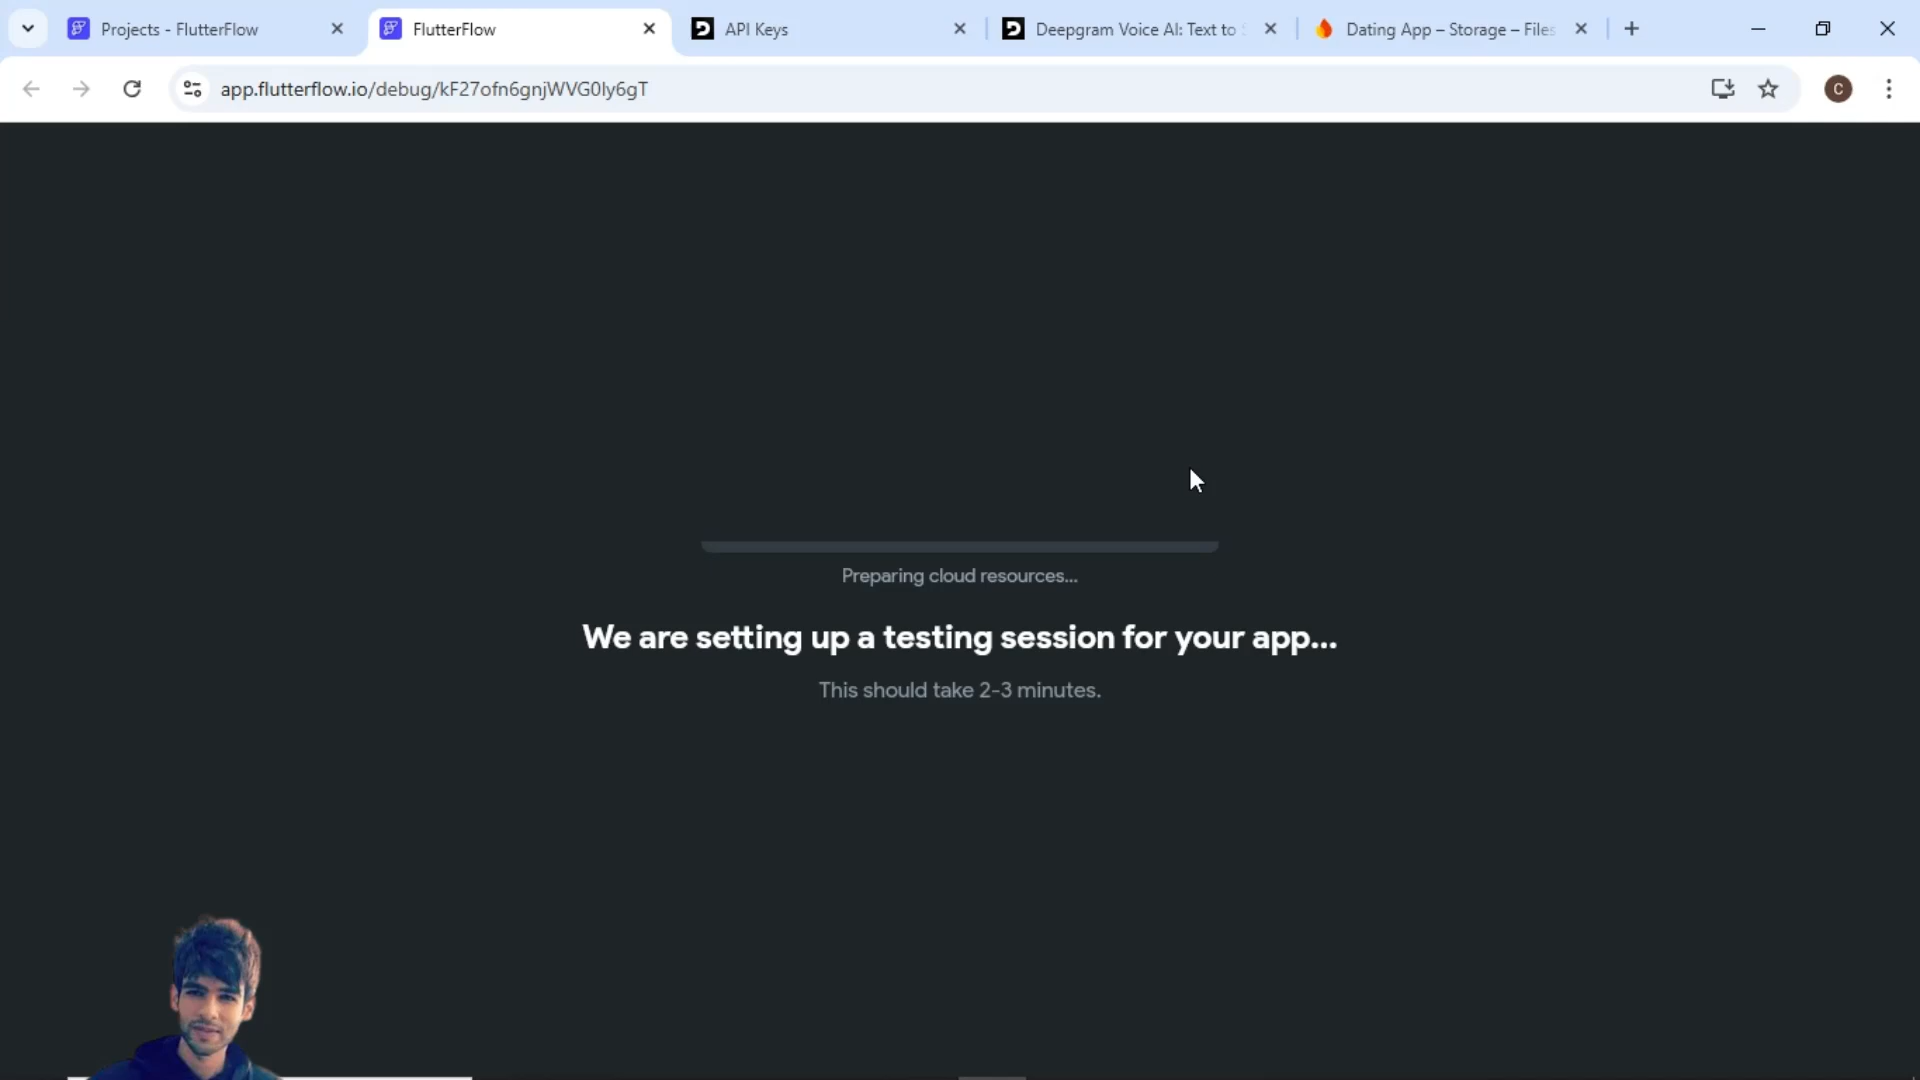 Projects - FlutterFlow
FlutterFlow
API Keys
Deepgram Voice AI: Text to
Dating App – Storage – Files
app.flutterflow.io/debug/kF27ofn6gnjWVG0ly6gT
C
Preparing cloud resources...
We are setting up a testing session for your app...
This should take 2-3 minutes.